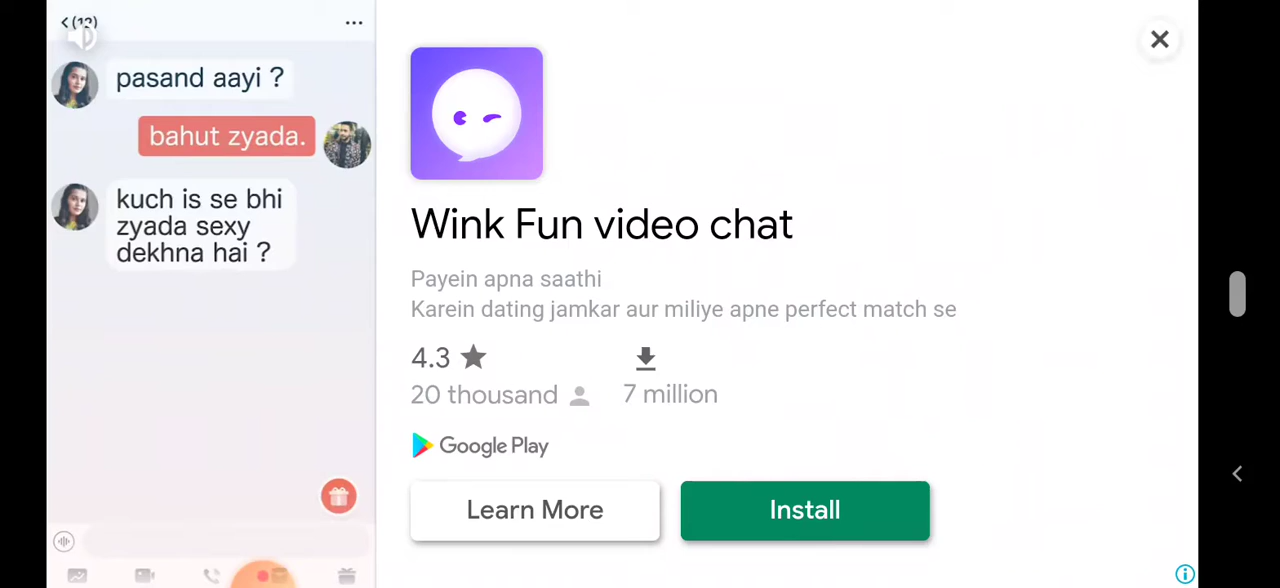 (12)
pasand aayi ?
bahut zyada.
kuch is se bhi
zyada sexy
dekhna hai ?
Wink Fun video chat
Payein apna saathi
Karein dating jamkar aur miliye apne perfect match se
4.3
20 thousand
7 million
Google Play
Learn More
Install